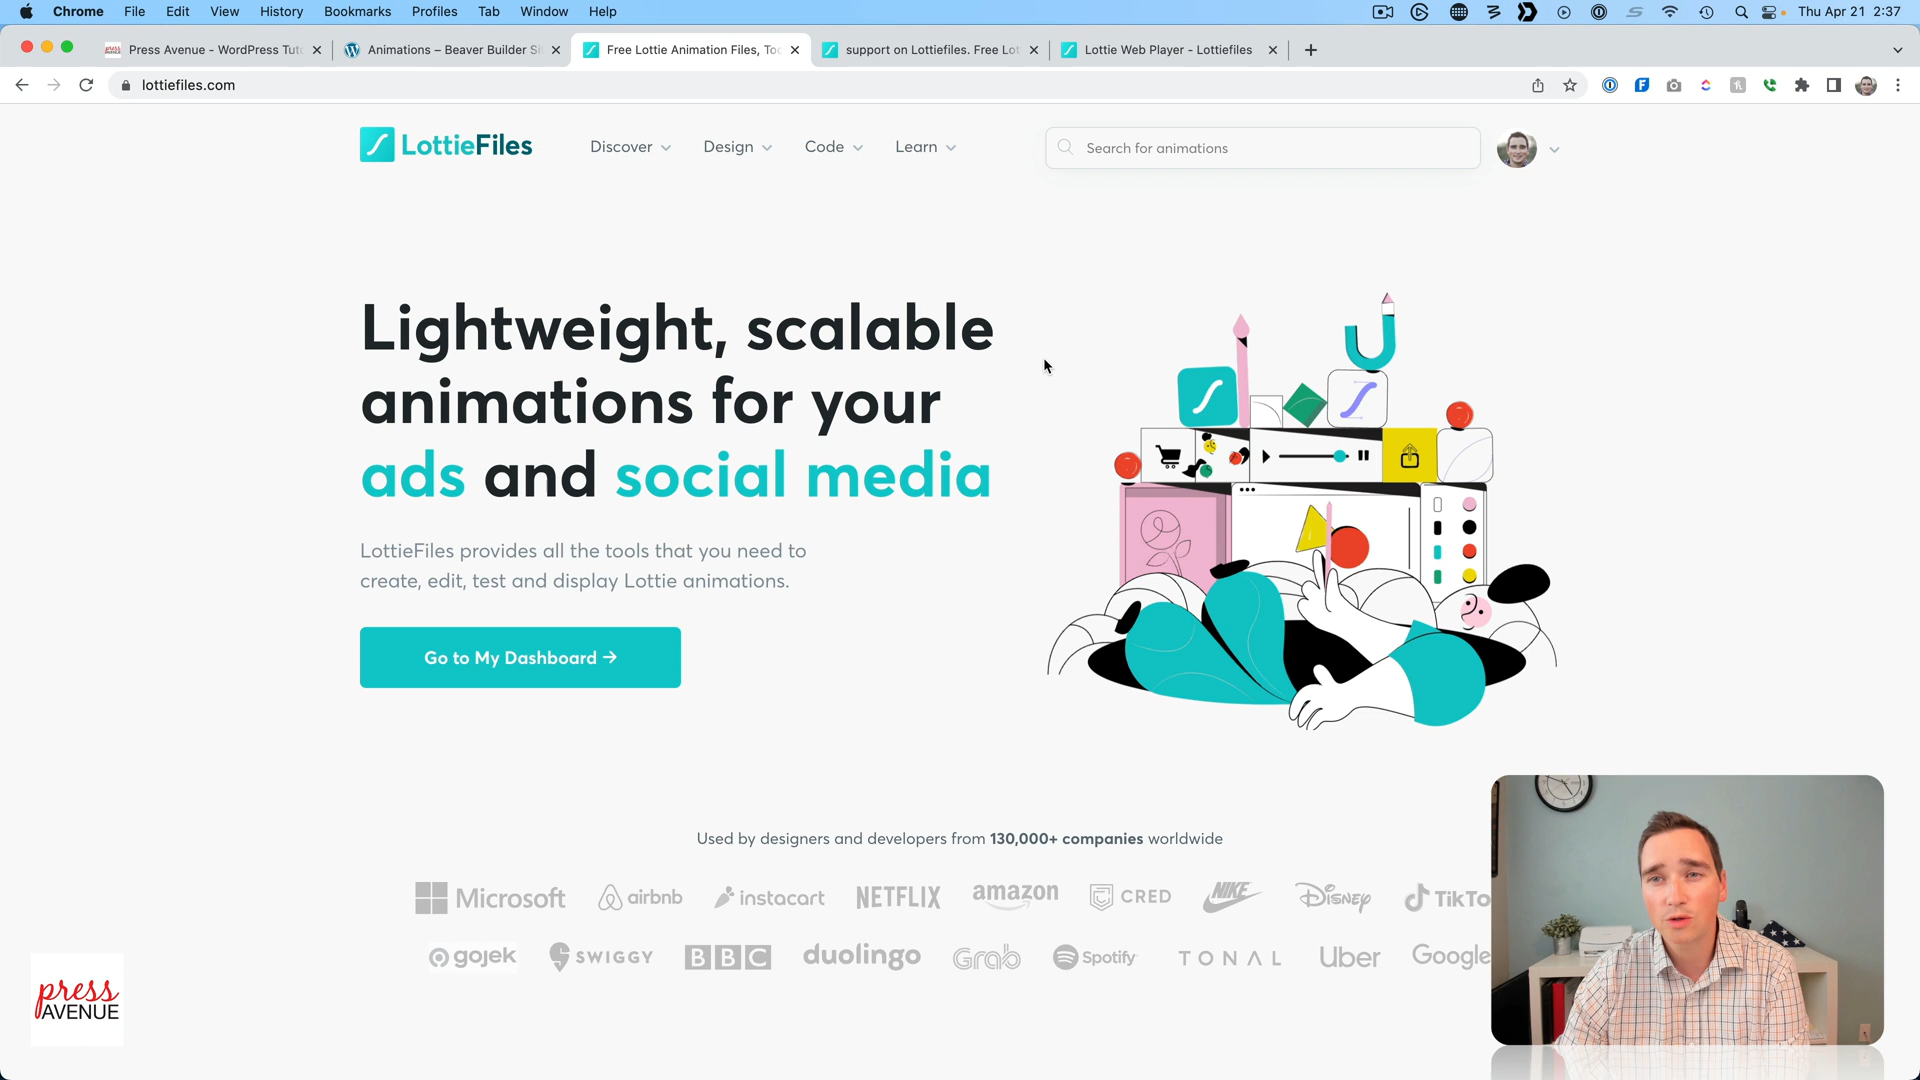 Chrome File Edit View History Bookmarks Profiles Tab Window Help Thu Apr 21 2:37
Press Avenue - WordPress Tut Animations – Beaver Builder Si Free Lottie Animation Files, Too support on Lottiefiles. Free Lot Lottie Web Player - Lottiefiles
lottiefiles.com
LottieFiles Discover Design Code Learn Search for animations
Lightweight, scalable
animations for your
ads and social media
LottieFiles provides all the tools that you need to
create, edit, test and display Lottie animations.
Go to My Dashboard →
Used by designers and developers from 130,000+ companies worldwide
Microsoft airbnb instacart NETFLIX amazon CRED NIKE Disney TikTo
gojek SWIGGY BBC duolingo Grab Spotify TONAL Uber Google
press
AVENUE